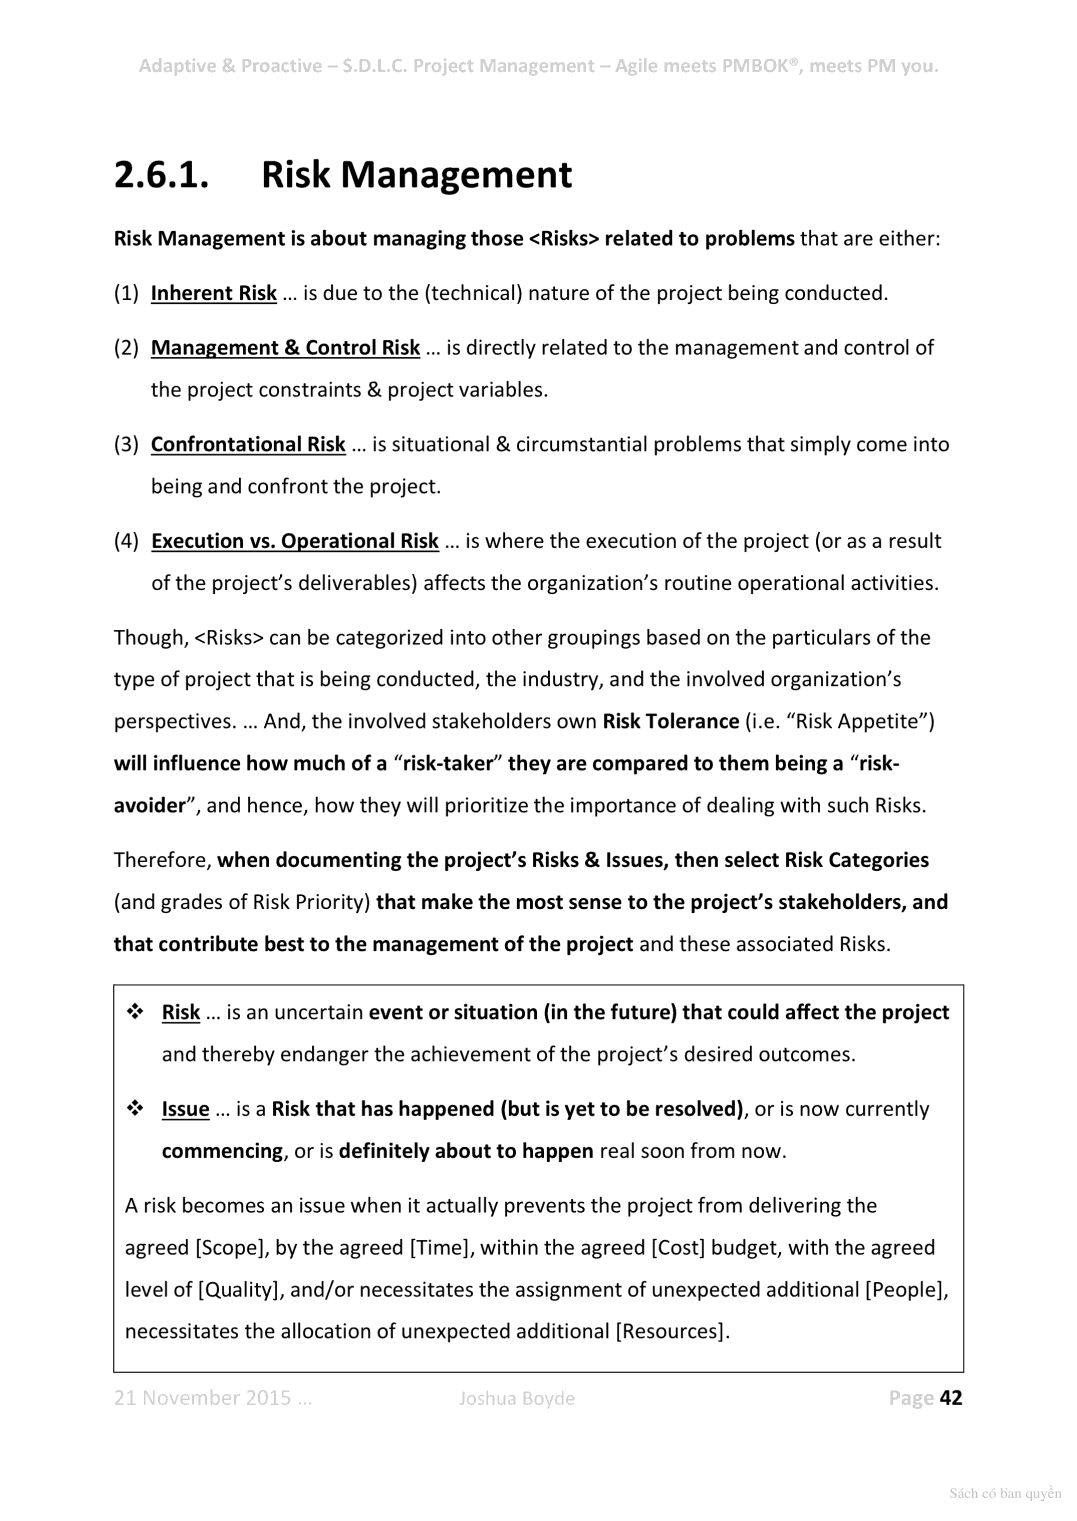 Adaptive & Proactive – S.D.L.C. Project Management – Agile meets PMBOK®, meets PM you.
2.6.1. Risk Management
Risk Management is about managing those <Risks> related to problems that are either:
(1) Inherent Risk … is due to the (technical) nature of the project being conducted.
(2) Management & Control Risk … is directly related to the management and control of
the project constraints & project variables.
(3) Confrontational Risk … is situational & circumstantial problems that simply come into
being and confront the project.
(4) Execution vs. Operational Risk … is where the execution of the project (or as a result
of the project’s deliverables) affects the organization’s routine operational activities.
Though, <Risks> can be categorized into other groupings based on the particulars of the
type of project that is being conducted, the industry, and the involved organization’s
perspectives. … And, the involved stakeholders own Risk Tolerance (i.e. “Risk Appetite”)
will influence how much of a “risk-taker” they are compared to them being a “risk-
avoider”, and hence, how they will prioritize the importance of dealing with such Risks.
Therefore, when documenting the project’s Risks & Issues, then select Risk Categories
(and grades of Risk Priority) that make the most sense to the project’s stakeholders, and
that contribute best to the management of the project and these associated Risks.
❖ Risk … is an uncertain event or situation (in the future) that could affect the project
and thereby endanger the achievement of the project’s desired outcomes.
❖ Issue … is a Risk that has happened (but is yet to be resolved), or is now currently
commencing, or is definitely about to happen real soon from now.
A risk becomes an issue when it actually prevents the project from delivering the
agreed [Scope], by the agreed [Time], within the agreed [Cost] budget, with the agreed
level of [Quality], and/or necessitates the assignment of unexpected additional [People],
necessitates the allocation of unexpected additional [Resources].
21 November 2015 … Joshua Boyde Page 42
Sách có bản quyền